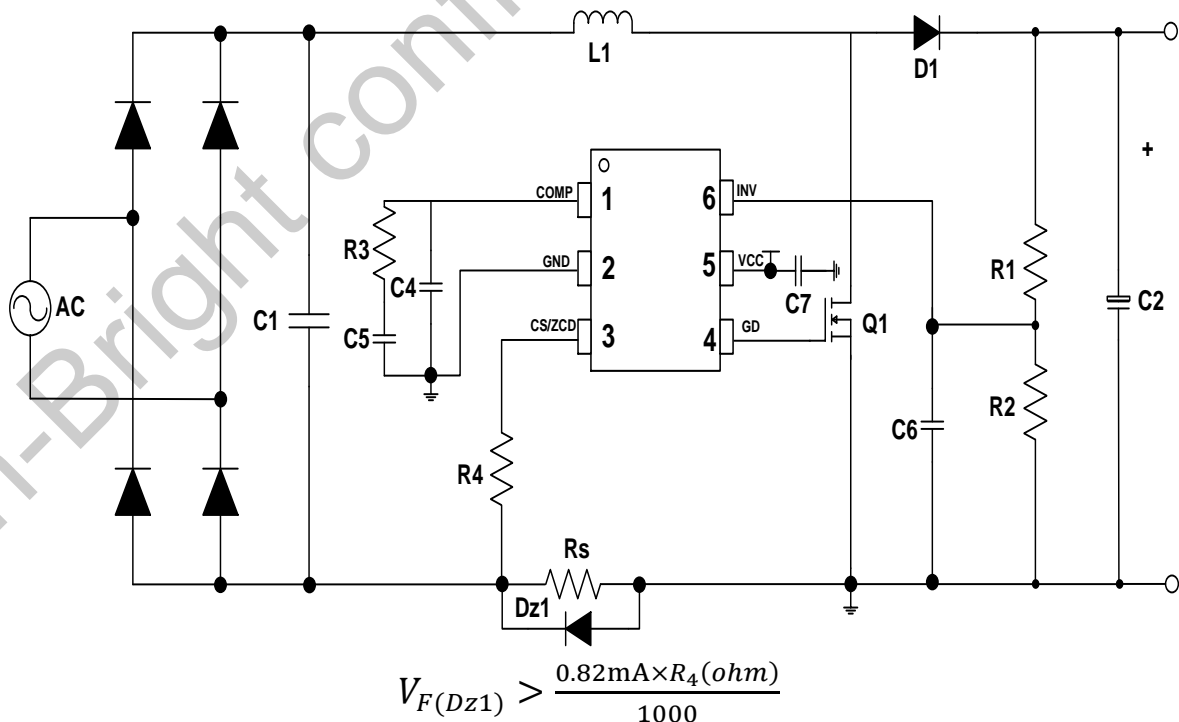 L1
D1
+
COMP
1
6
INV
R3
GND
2
5
VCC
R1
C4
C7
AC
C1
C2
C5
CS/ZCD
3
4
GD
Q1
R2
C6
R4
Rs
Dz1
V_F(Dz1) > 0.82mA×R_4(ohm) / 1000
-Bright